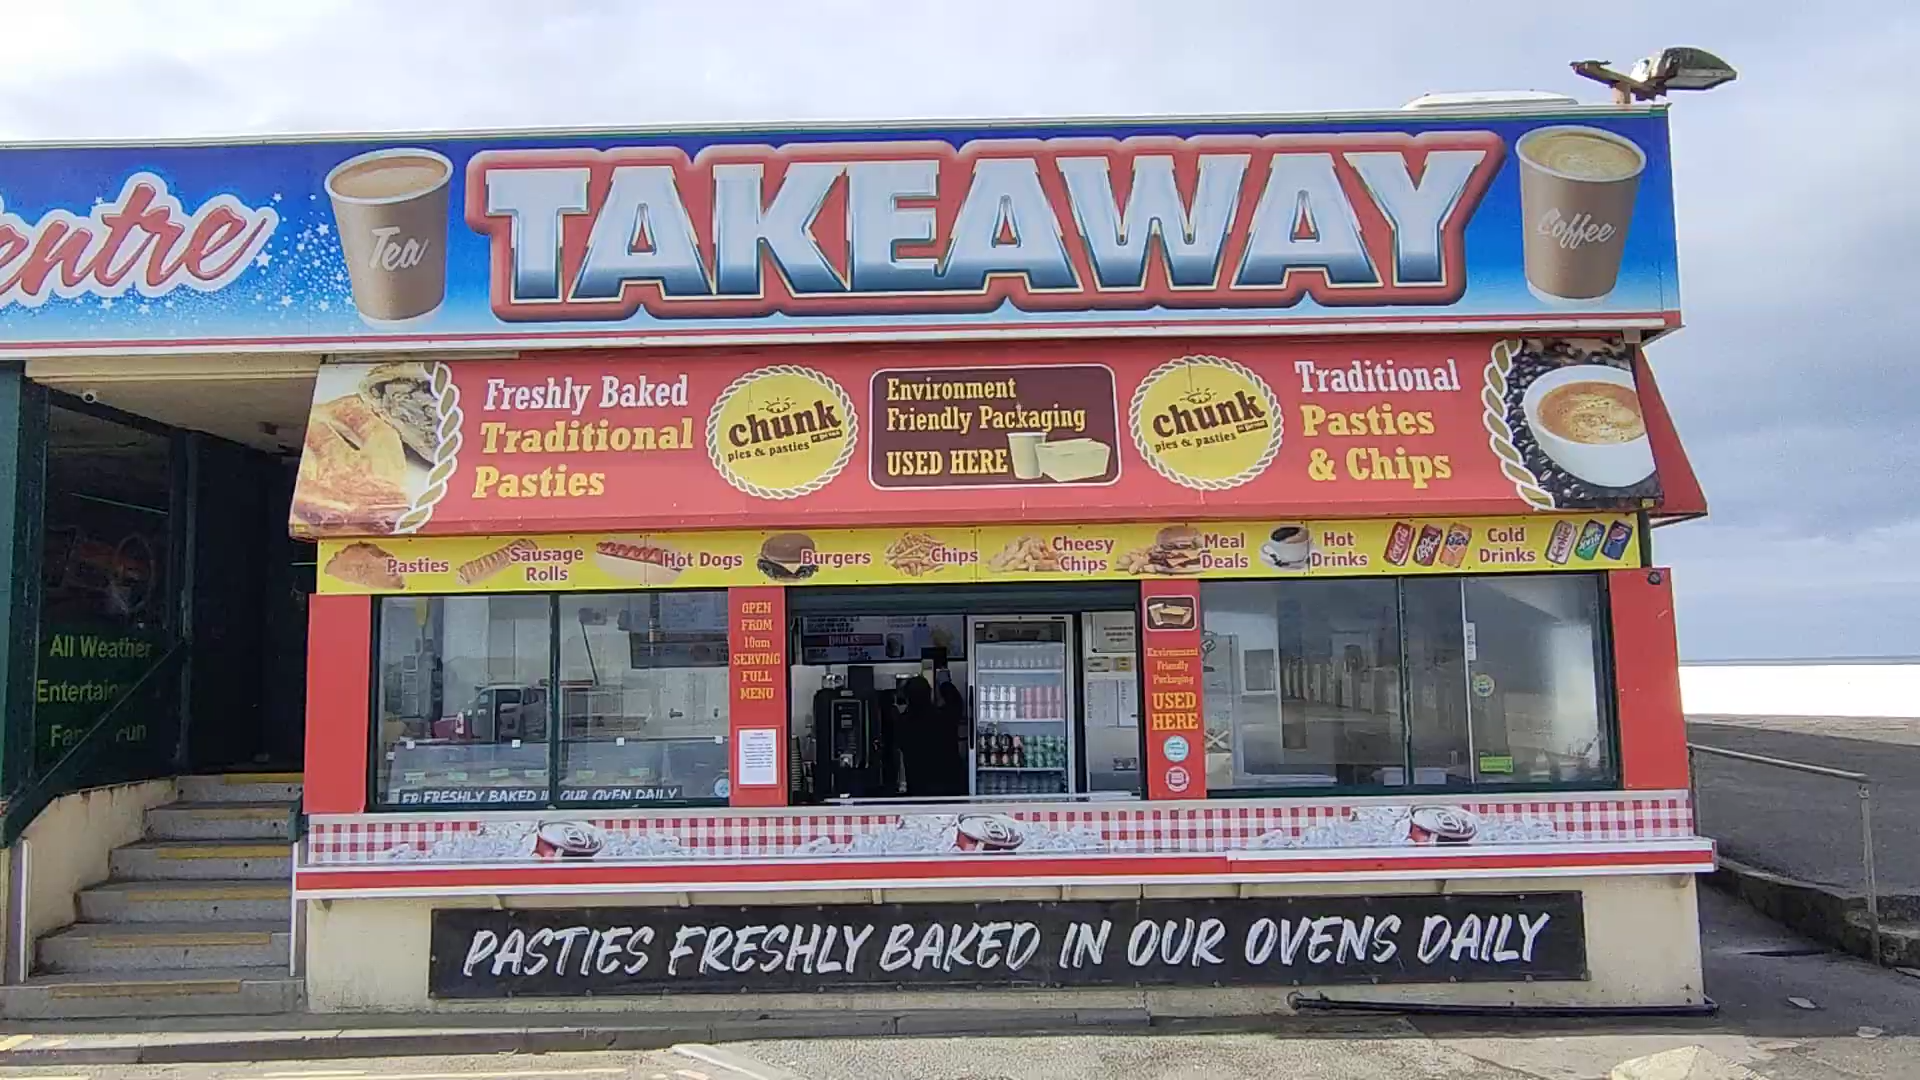 entre
Tea
TAKEAWAY
Coffee
Freshly Baked
Traditional
Pasties
chunk
pies & pasties
Environment
Friendly Packaging
USED HERE
chunk
pies & pasties
Traditional
Pasties
& Chips
Pasties
Sausage
Rolls
Hot Dogs
Burgers
Chips
Cheesy
Chips
Meal
Deals
Hot
Drinks
Cold
Drinks
OPEN
FROM
10am
SERVING
FULL
MENU
DRINKS
Environment
Friendly
Packaging
USED
HERE
All Weather
FRESHLY BAKED IN OUR OVEN DAILY
PASTIES FRESHLY BAKED IN OUR OVENS DAILY